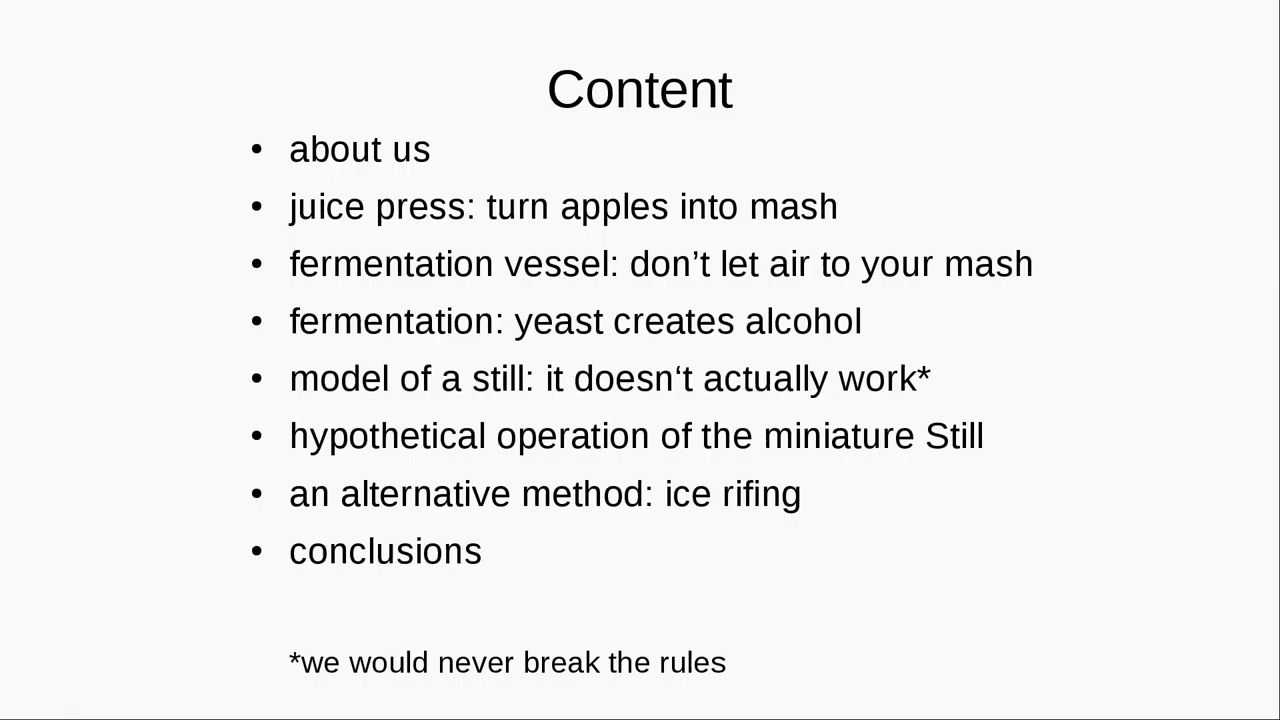 Content
• about us
• juice press: turn apples into mash
• fermentation vessel: don’t let air to your mash
• fermentation: yeast creates alcohol
• model of a still: it doesn‘t actually work*
• hypothetical operation of the miniature Still
• an alternative method: ice rifing
• conclusions
*we would never break the rules